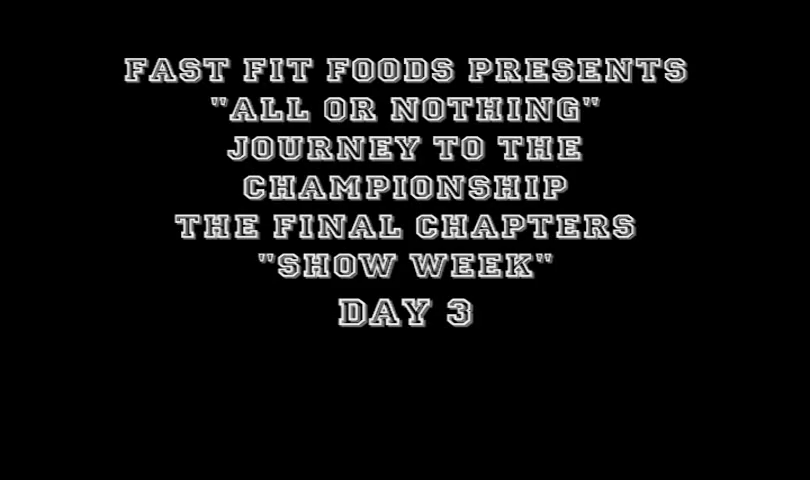 FAST FIT FOODS PRESENTS
"ALL OR NOTHING"
JOURNEY TO THE
CHAMPIONSHIP
THE FINAL CHAPTERS
"SHOW WEEK"
DAY 3